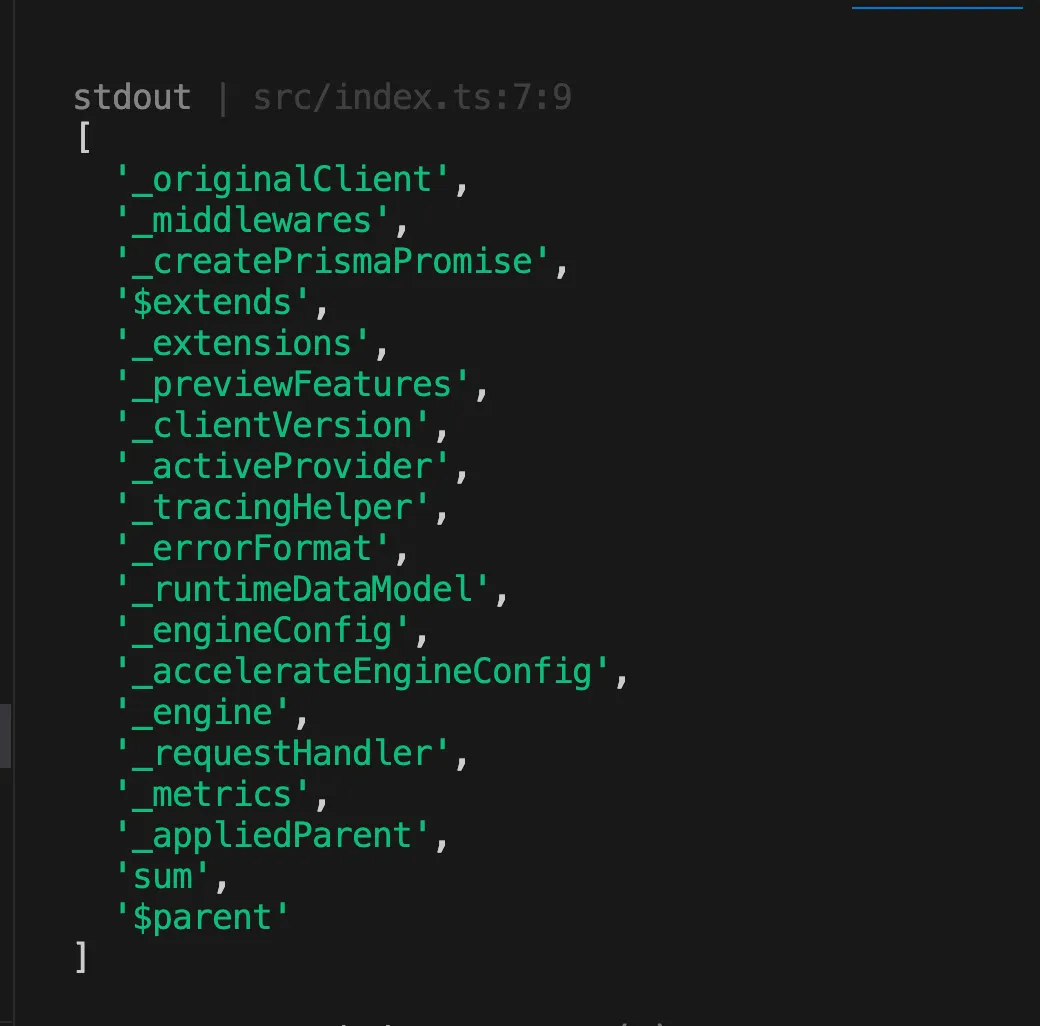 stdout | src/index.ts:7:9
[
  '_originalClient',
  '_middlewares',
  '_createPrismaPromise',
  '$extends',
  '_extensions',
  '_previewFeatures',
  '_clientVersion',
  '_activeProvider',
  '_tracingHelper',
  '_errorFormat',
  '_runtimeDataModel',
  '_engineConfig',
  '_accelerateEngineConfig',
  '_engine',
  '_requestHandler',
  '_metrics',
  '_appliedParent',
  'sum',
  '$parent'
]